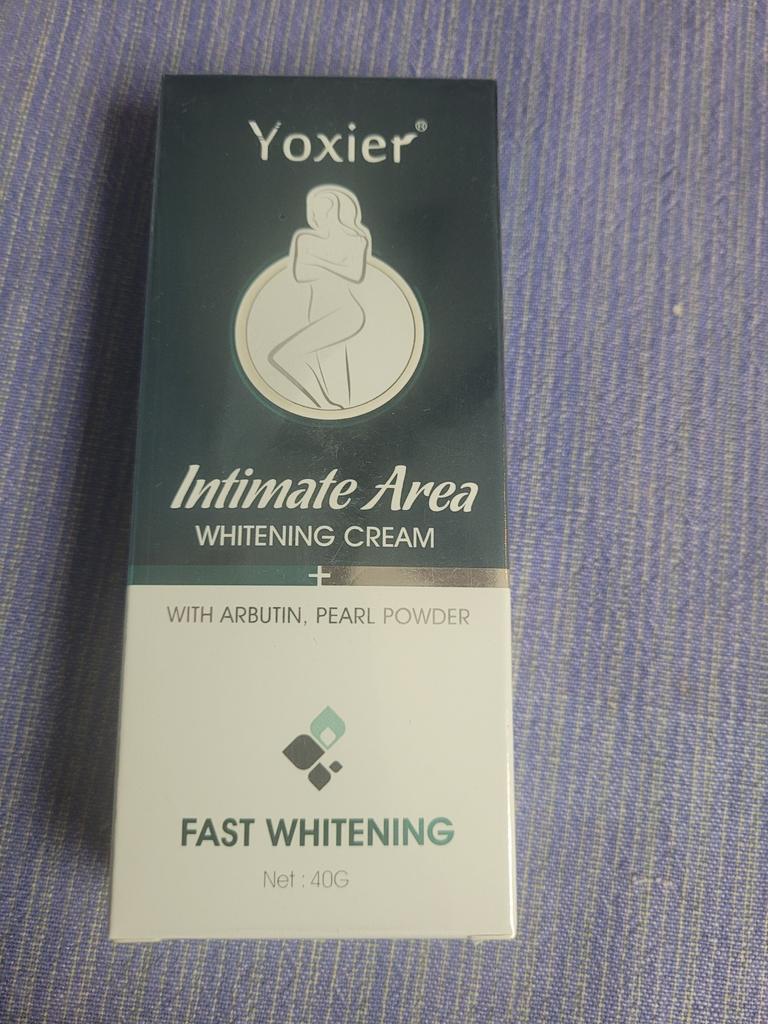 Yoxier®
Intimate Area
WHITENING CREAM
+
WITH ARBUTIN, PEARL POWDER
FAST WHITENING
Net : 40G